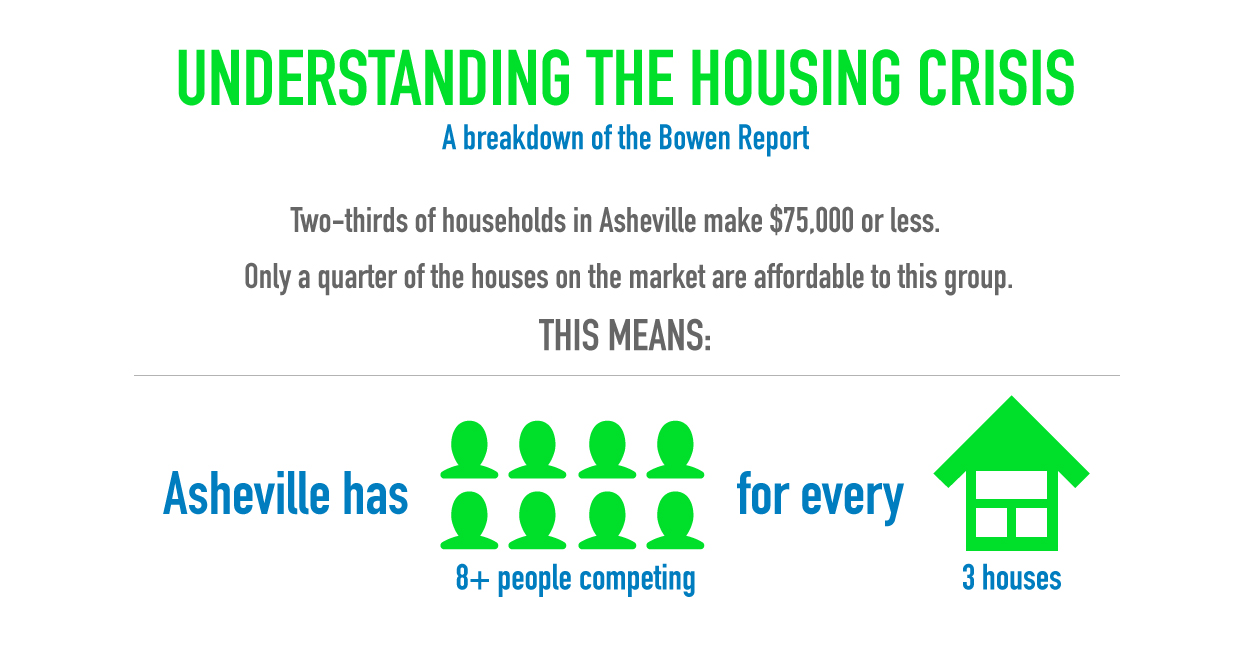 UNDERSTANDING THE HOUSING CRISIS
A breakdown of the Bowen Report
Two-thirds of households in Asheville make $75,000 or less.
Only a quarter of the houses on the market are affordable to this group.
THIS MEANS:
Asheville has
for every
8+ people competing
3 houses